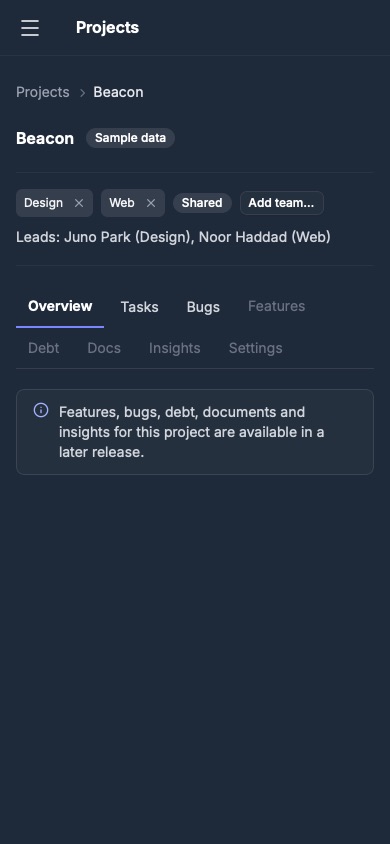 Projects
Projects > Beacon
Beacon Sample data
Design × Web × Shared Add team...
Leads: Juno Park (Design), Noor Haddad (Web)
Overview Tasks Bugs Features
Debt Docs Insights Settings
Features, bugs, debt, documents and
insights for this project are available in a
later release.